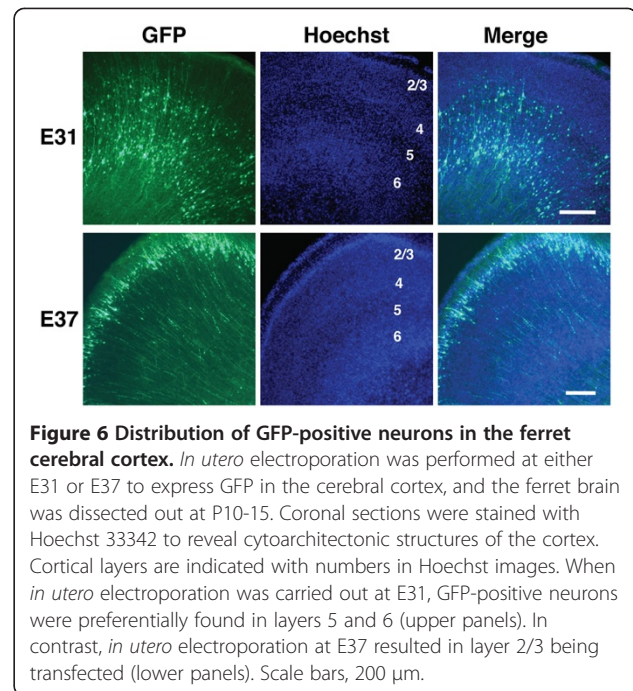 GFP Hoechst Merge
E31
2/3
4
5
6
E37
2/3
4
5
6
Figure 6 Distribution of GFP-positive neurons in the ferret
cerebral cortex. In utero electroporation was performed at either
E31 or E37 to express GFP in the cerebral cortex, and the ferret brain
was dissected out at P10-15. Coronal sections were stained with
Hoechst 33342 to reveal cytoarchitectonic structures of the cortex.
Cortical layers are indicated with numbers in Hoechst images. When
in utero electroporation was carried out at E31, GFP-positive neurons
were preferentially found in layers 5 and 6 (upper panels). In
contrast, in utero electroporation at E37 resulted in layer 2/3 being
transfected (lower panels). Scale bars, 200 μm.